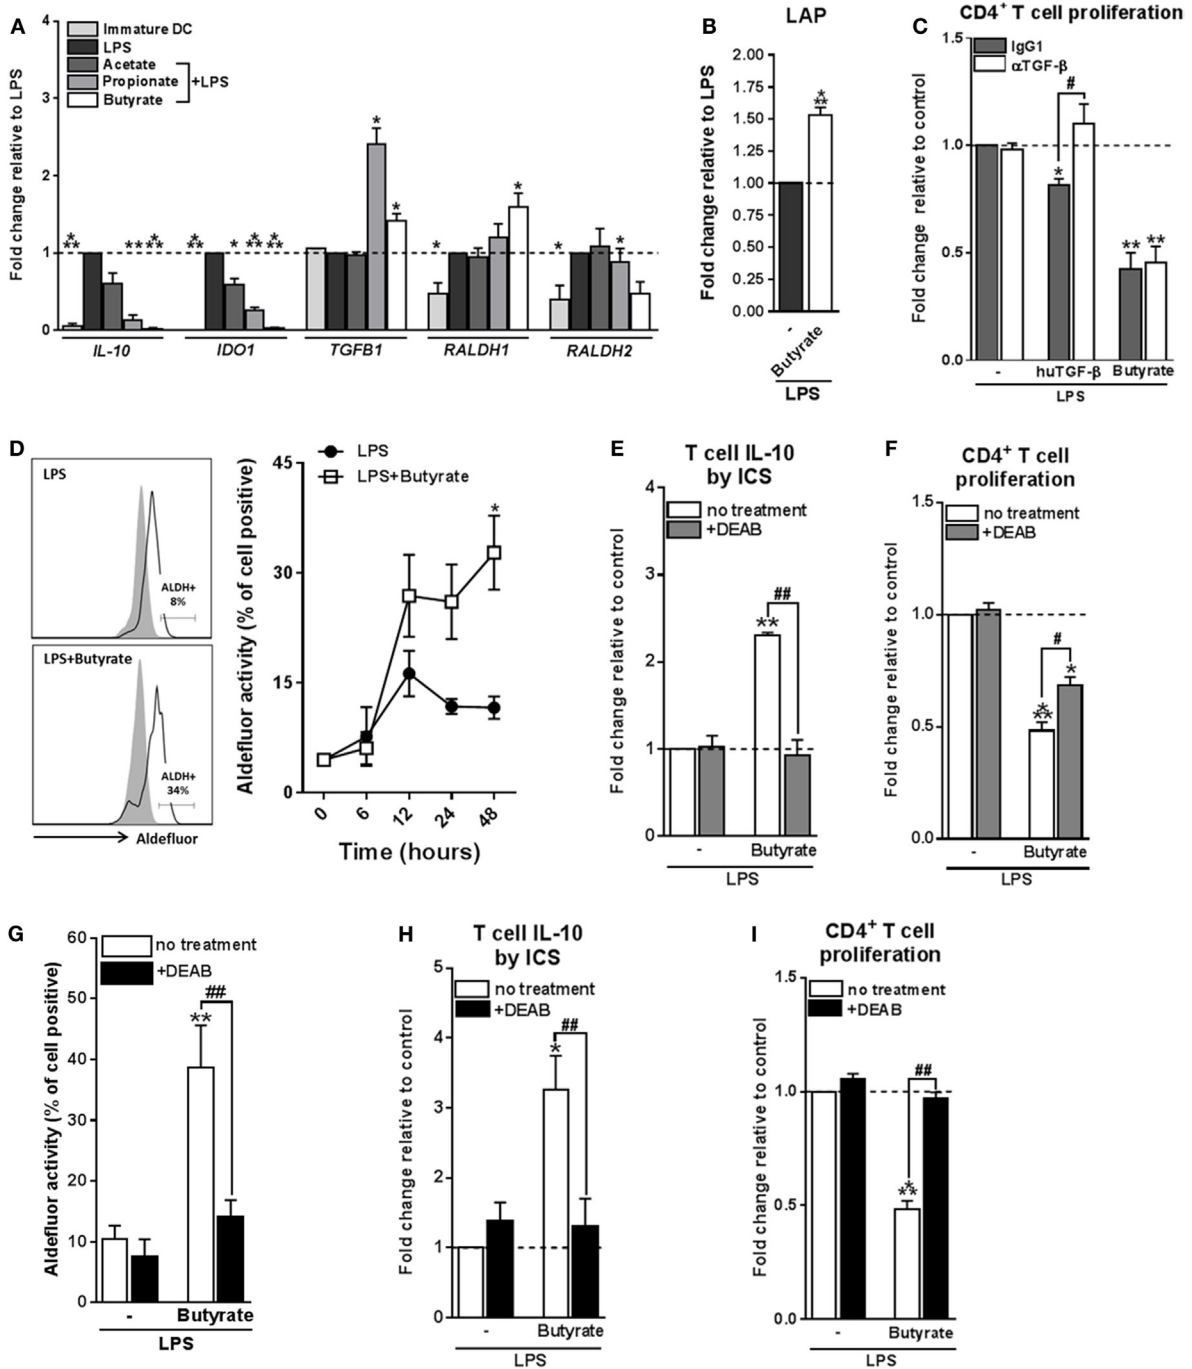 A
Fold change relative to LPS
4
3
2
1
0
Immature DC
LPS
Acetate
Propionate
Butyrate
+LPS
* ** ** ** * ** * ** * ** * ** * * * * * *
IL-10 IDO1 TGFB1 RALDH1 RALDH2
B
LAP
Fold change relative to LPS
2.00
1.75
1.50
1.25
1.00
0.75
0.50
0.25
0.00
*
**
-
Butyrate
LPS
C
CD4+ T cell proliferation
Fold change relative to control
1.5
1.0
0.5
0.0
IgG1
αTGF-β
#
*
** **
- huTGF-β Butyrate
LPS
D
LPS
ALDH+
8%
LPS+Butyrate
ALDH+
34%
Aldefluor
Aldefluor activity (% of cell positive)
45
30
15
0
LPS
LPS+Butyrate
*
0 6 12 24 48
Time (hours)
E
T cell IL-10
by ICS
Fold change relative to control
4
3
2
1
0
no treatment
+DEAB
##
**
- Butyrate
LPS
F
CD4+ T cell
proliferation
Fold change relative to control
1.5
1.0
0.5
0.0
no treatment
+DEAB
#
*
*
**
- Butyrate
LPS
G
Aldefluor activity (% of cell positive)
60
50
40
30
20
10
0
no treatment
+DEAB
##
**
- Butyrate
LPS
H
T cell IL-10
by ICS
Fold change relative to control
5
4
3
2
1
0
no treatment
+DEAB
##
*
- Butyrate
LPS
I
CD4+ T cell
proliferation
Fold change relative to control
1.5
1.0
0.5
0.0
no treatment
+DEAB
##
*
**
- Butyrate
LPS